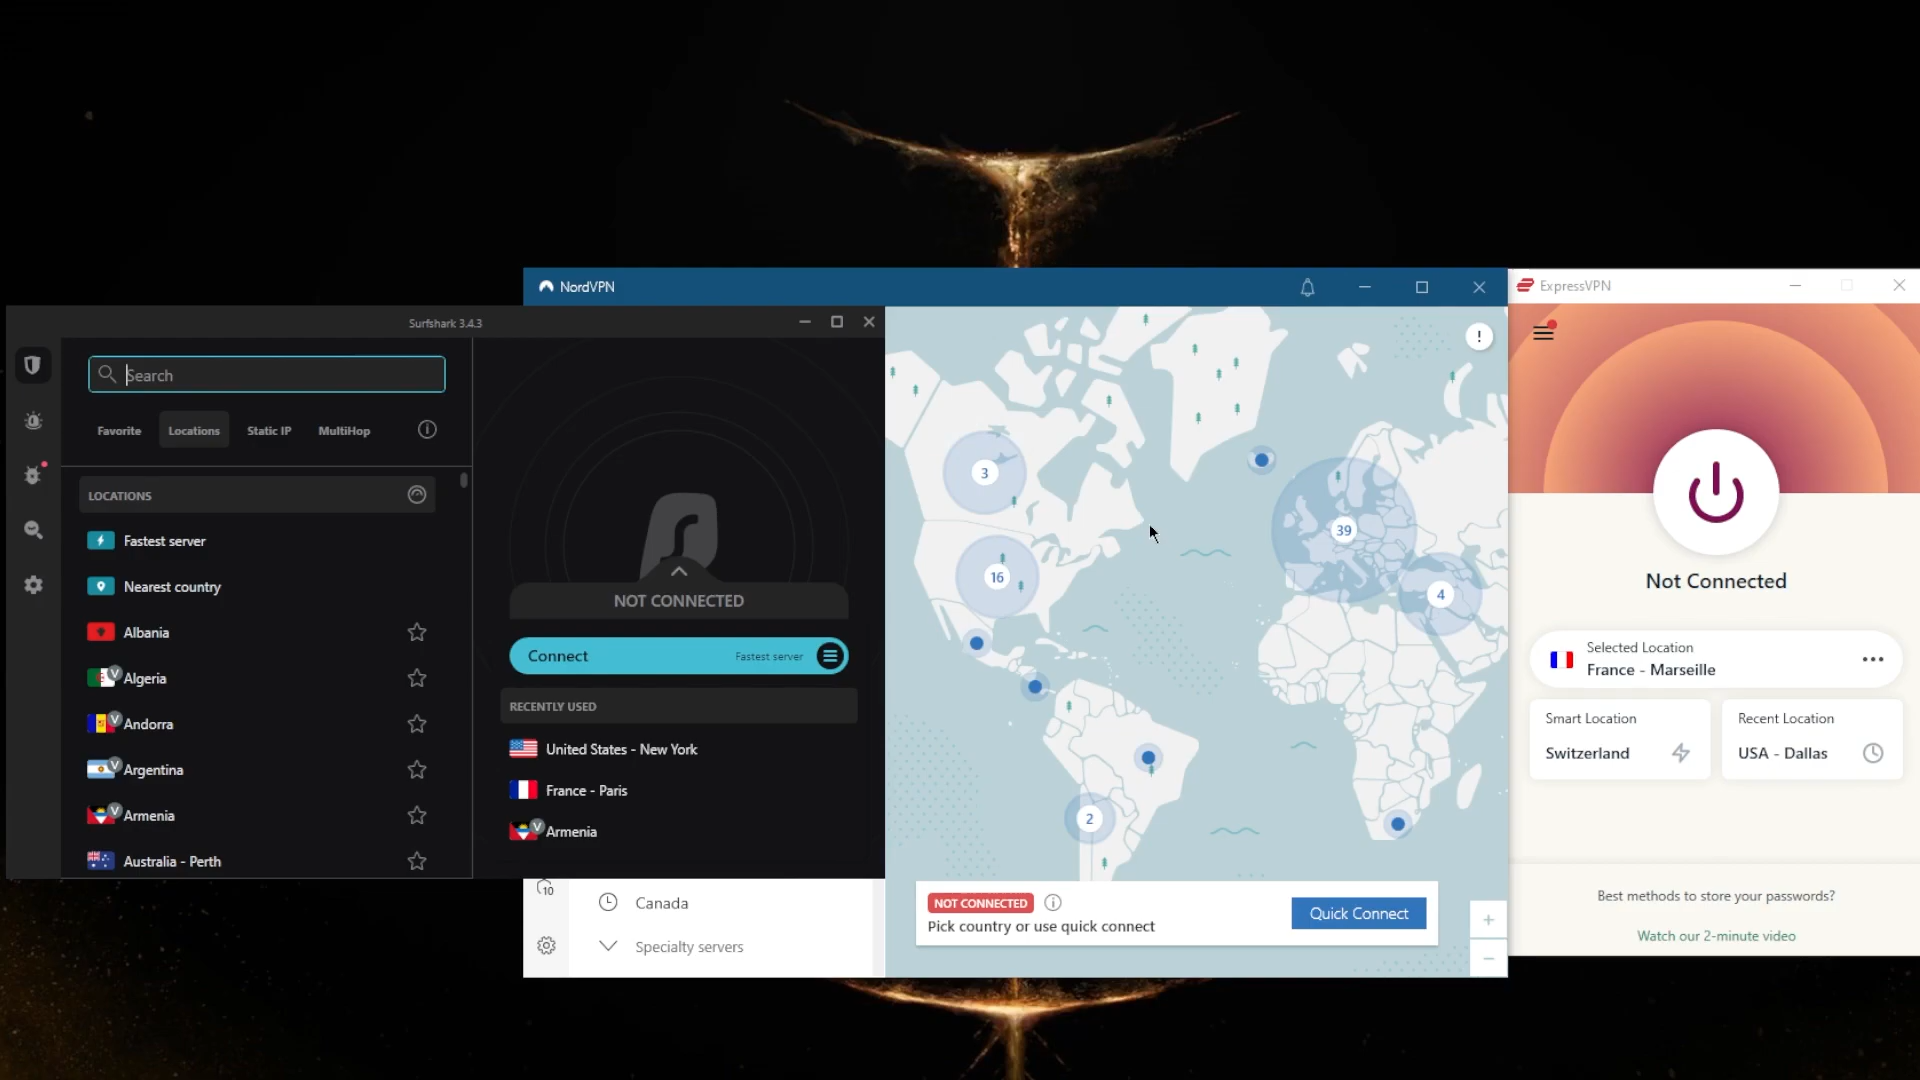 NordVPN
ExpressVPN
Surfshark 3.4.3
Search
Favorite
Locations
Static IP
MultiHop
LOCATIONS
Fastest server
Nearest country
Albania
V
Algeria
V
Andorra
V
Argentina
V
Armenia
Australia - Perth
NOT CONNECTED
Connect
Fastest server
RECENTLY USED
United States - New York
France - Paris
V
Armenia
10
Canada
Specialty servers
!
3
39
16
4
2
NOT CONNECTED
Pick country or use quick connect
Quick Connect
+
−
Not Connected
Selected Location
France - Marseille
Smart Location
Switzerland
Recent Location
USA - Dallas
Best methods to store your passwords?
Watch our 2-minute video